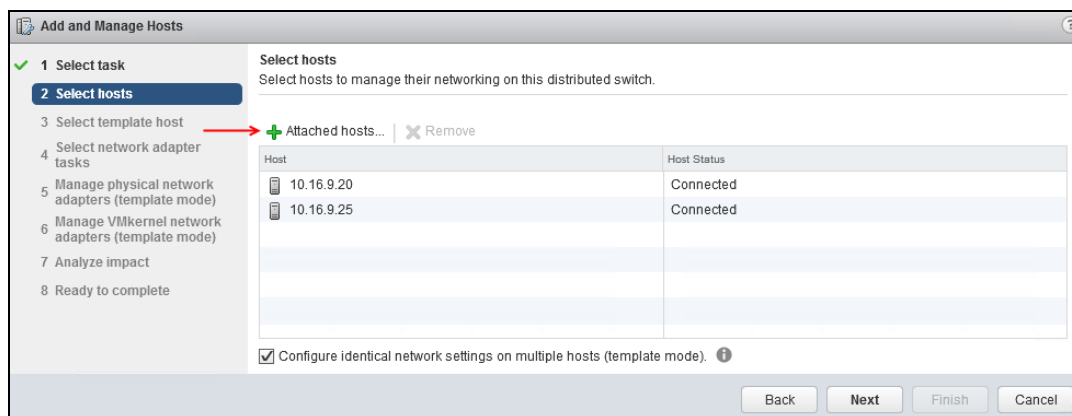 Add and Manage Hosts
?
1 Select task
2 Select hosts
3 Select template host
4 Select network adapter
tasks
5 Manage physical network
adapters (template mode)
6 Manage VMkernel network
adapters (template mode)
7 Analyze impact
8 Ready to complete
Select hosts
Select hosts to manage their networking on this distributed switch.
Attached hosts... Remove
Host Host Status
10.16.9.20 Connected
10.16.9.25 Connected
Configure identical network settings on multiple hosts (template mode).
Back Next Finish Cancel